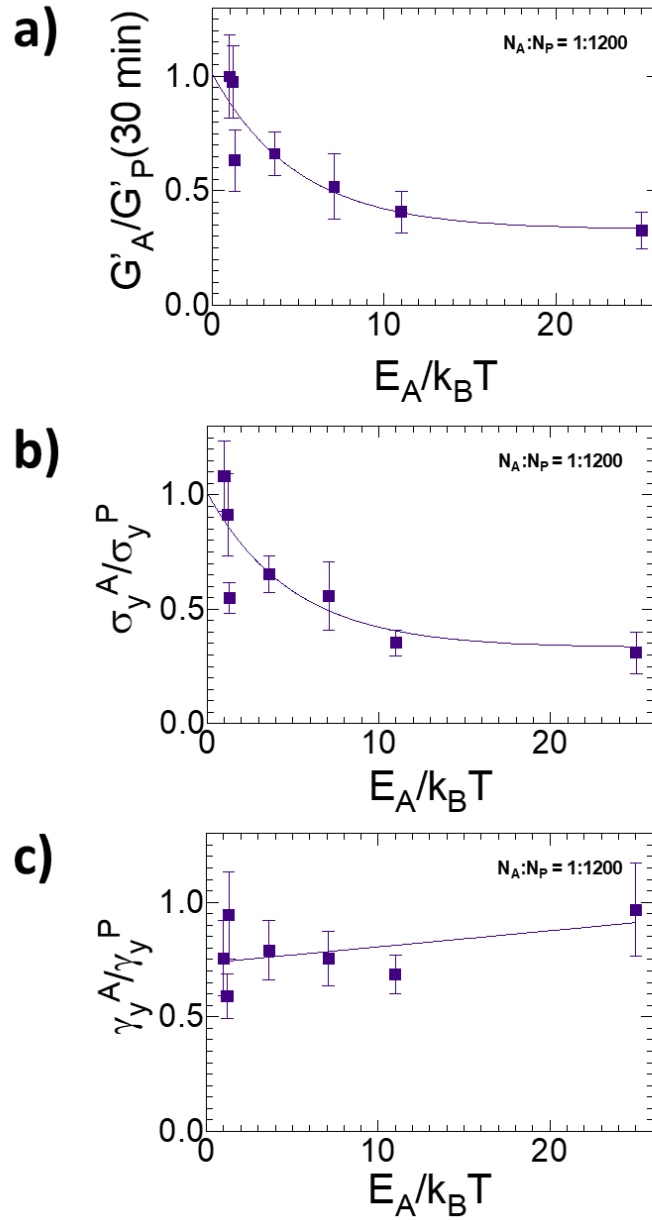 a)
N_A:N_P = 1:1200
G'_A/G'_P(30 min)
1.0
0.5
0.0
0 10 20
E_A/k_BT
b)
N_A:N_P = 1:1200
σ_y^A/σ_y^P
1.0
0.5
0.0
0 10 20
E_A/k_BT
c)
N_A:N_P = 1:1200
γ_y^A/γ_y^P
1.0
0.5
0.0
0 10 20
E_A/k_BT